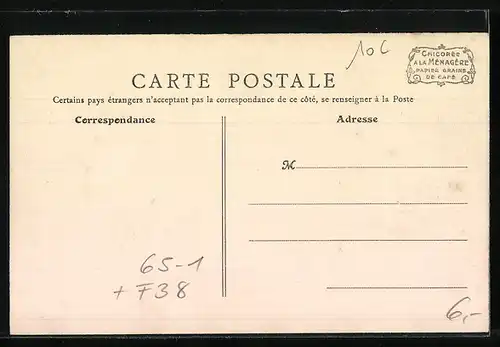 10c
CHICORÉE
A LA MÉNAGÈRE
PAPIER GRAINS
DE CAFÉ
CARTE POSTALE
Certains pays étrangers n'acceptant pas la correspondance de ce côté, se renseigner à la Poste
Correspondance
Adresse
M
65-1
+ F38
6,-